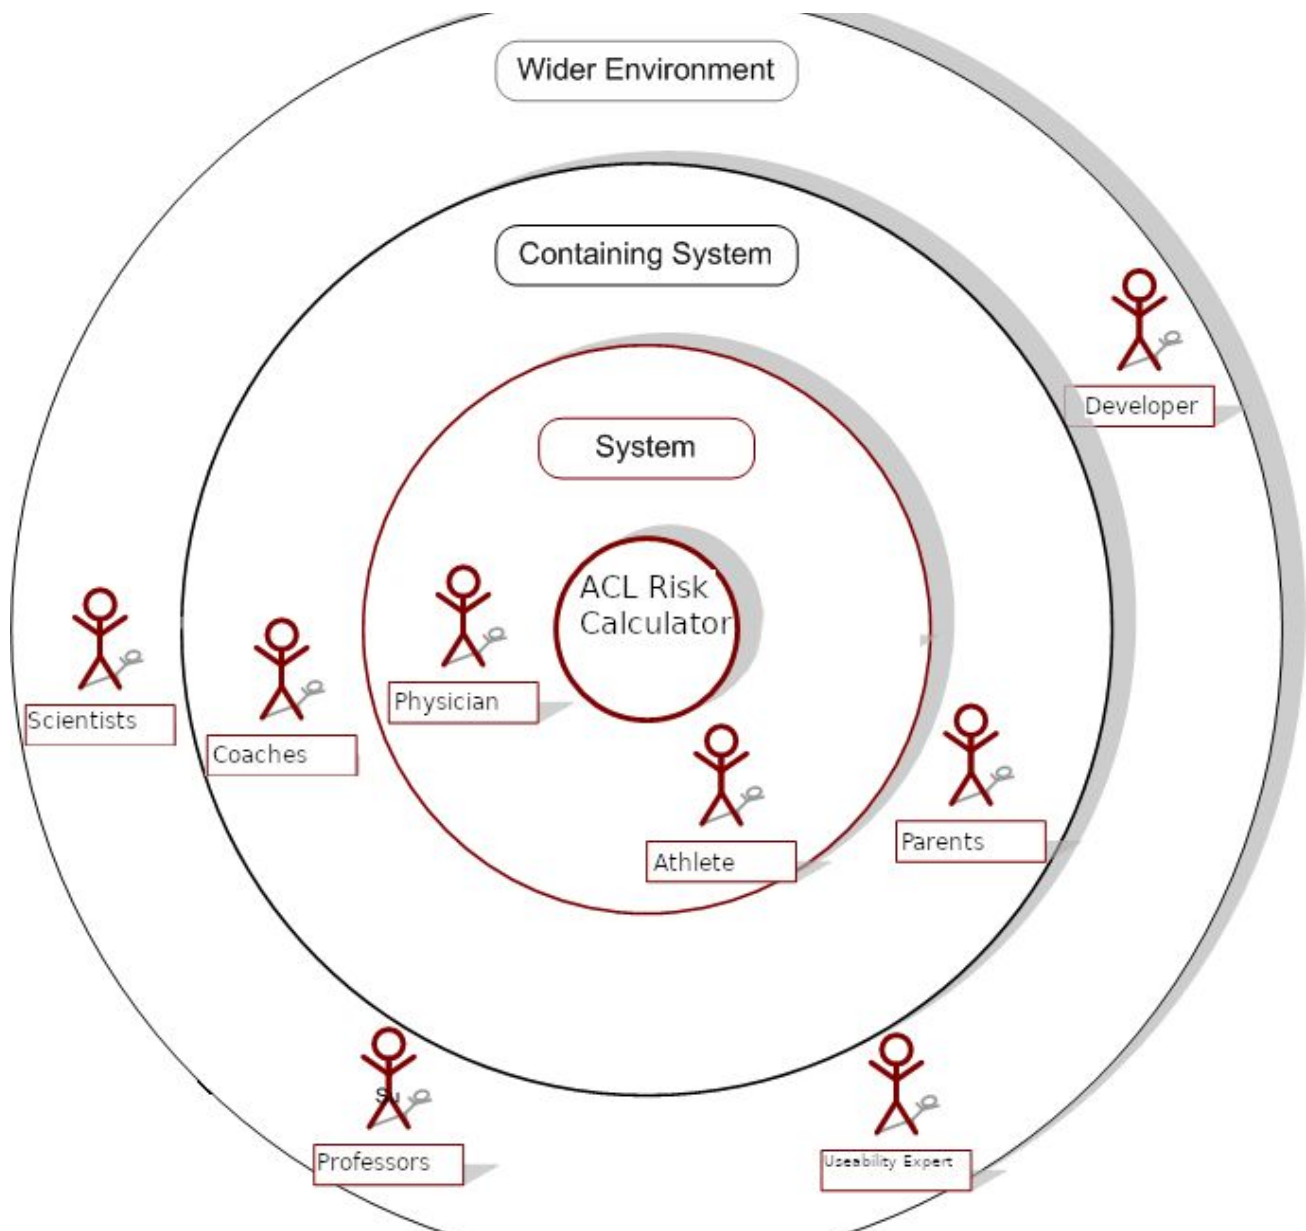 Wider Environment
Containing System
Developer
System
ACL Risk
Calculator
Physician
Scientists
Coaches
Parents
Athlete
Professors
Useability Expert